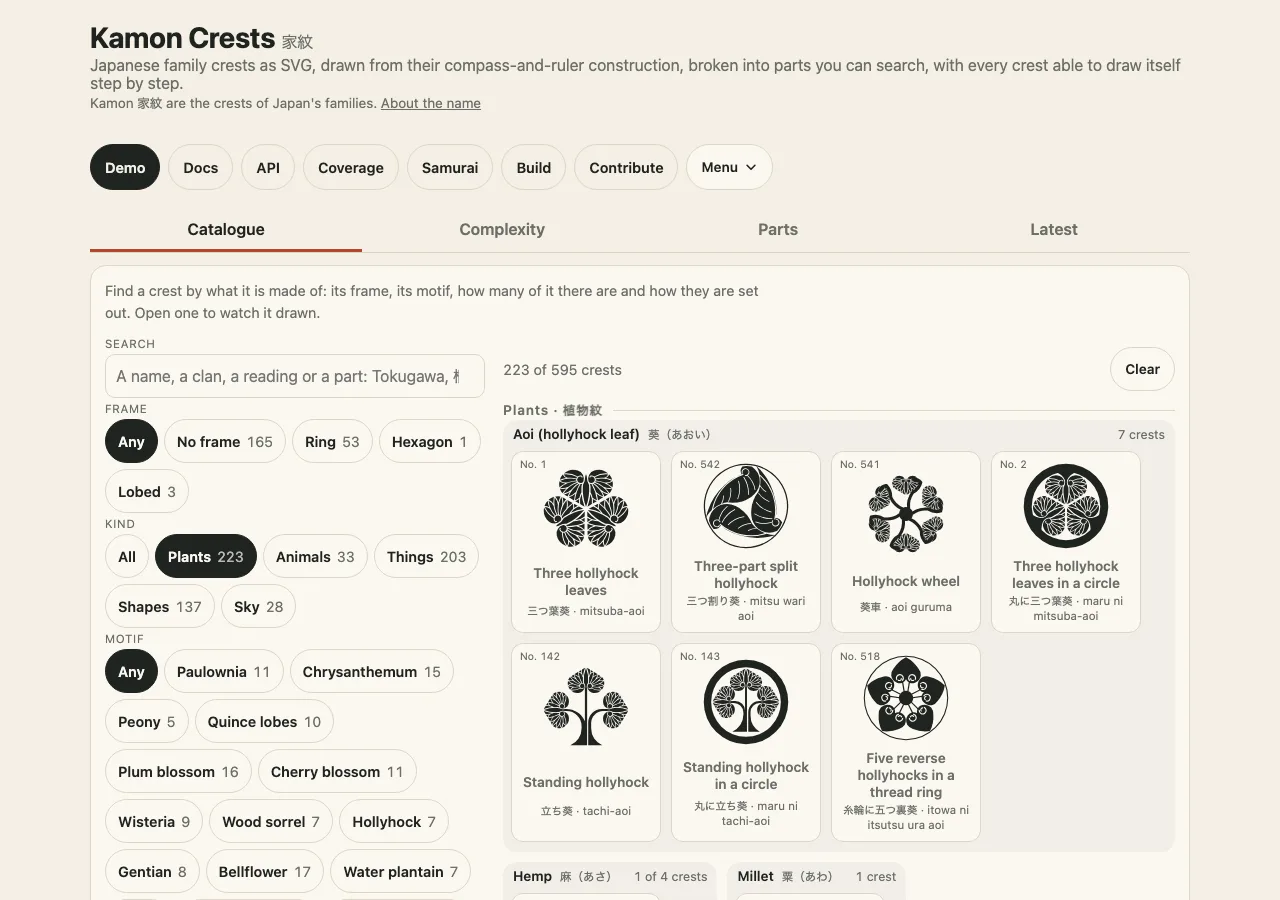 Kamon Crests 家紋
Japanese family crests as SVG, drawn from their compass-and-ruler construction, broken into parts you can search, with every crest able to draw itself
step by step.
Kamon 家紋 are the crests of Japan's families. About the name
Demo Docs API Coverage Samurai Build Contribute Menu
Catalogue Complexity Parts Latest
Find a crest by what it is made of: its frame, its motif, how many of it there are and how they are set
out. Open one to watch it drawn.
SEARCH
A name, a clan, a reading or a part: Tokugawa,
FRAME
Any No frame 165 Ring 53 Hexagon 1
Lobed 3
KIND
All Plants 223 Animals 33 Things 203
Shapes 137 Sky 28
MOTIF
Any Paulownia 11 Chrysanthemum 15
Peony 5 Quince lobes 10
Plum blossom 16 Cherry blossom 11
Wisteria 9 Wood sorrel 7 Hollyhock 7
Gentian 8 Bellflower 17 Water plantain 7
223 of 595 crests Clear
Plants · 植物紋
Aoi (hollyhock leaf) 葵（あおい） 7 crests
No. 1
Three hollyhock
leaves
三つ葉葵 · mitsuba-aoi
No. 542
Three-part split
hollyhock
三つ割り葵 · mitsu wari
aoi
No. 541
Hollyhock wheel
葵車 · aoi guruma
No. 2
Three hollyhock
leaves in a circle
丸に三つ葉葵 · maru ni
mitsuba-aoi
No. 142
Standing hollyhock
立ち葵 · tachi-aoi
No. 143
Standing hollyhock
in a circle
丸に立ち葵 · maru ni
tachi-aoi
No. 518
Five reverse
hollyhocks in a
thread ring
糸輪に五つ裏葵 · itowa ni
itsutsu ura aoi
Hemp 麻（あさ） 1 of 4 crests
Millet 粟（あわ） 1 crest